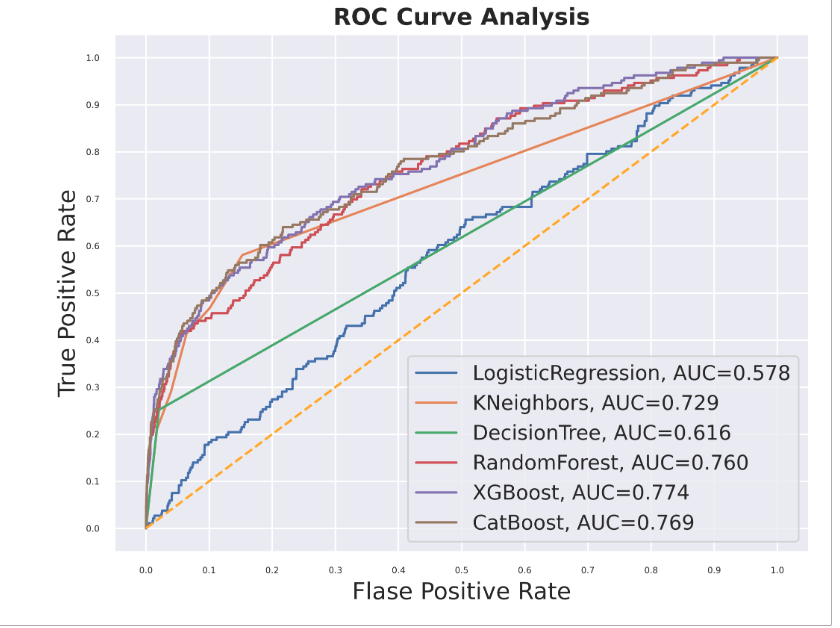 ROC Curve Analysis
True Positive Rate
1.0
0.9
0.8
0.7
0.6
0.5
0.4
0.3
0.2
0.1
0.0
LogisticRegression, AUC=0.578
KNeighbors, AUC=0.729
DecisionTree, AUC=0.616
RandomForest, AUC=0.760
XGBoost, AUC=0.774
CatBoost, AUC=0.769
0.0 0.1 0.2 0.3 0.4 0.5 0.6 0.7 0.8 0.9 1.0
Flase Positive Rate